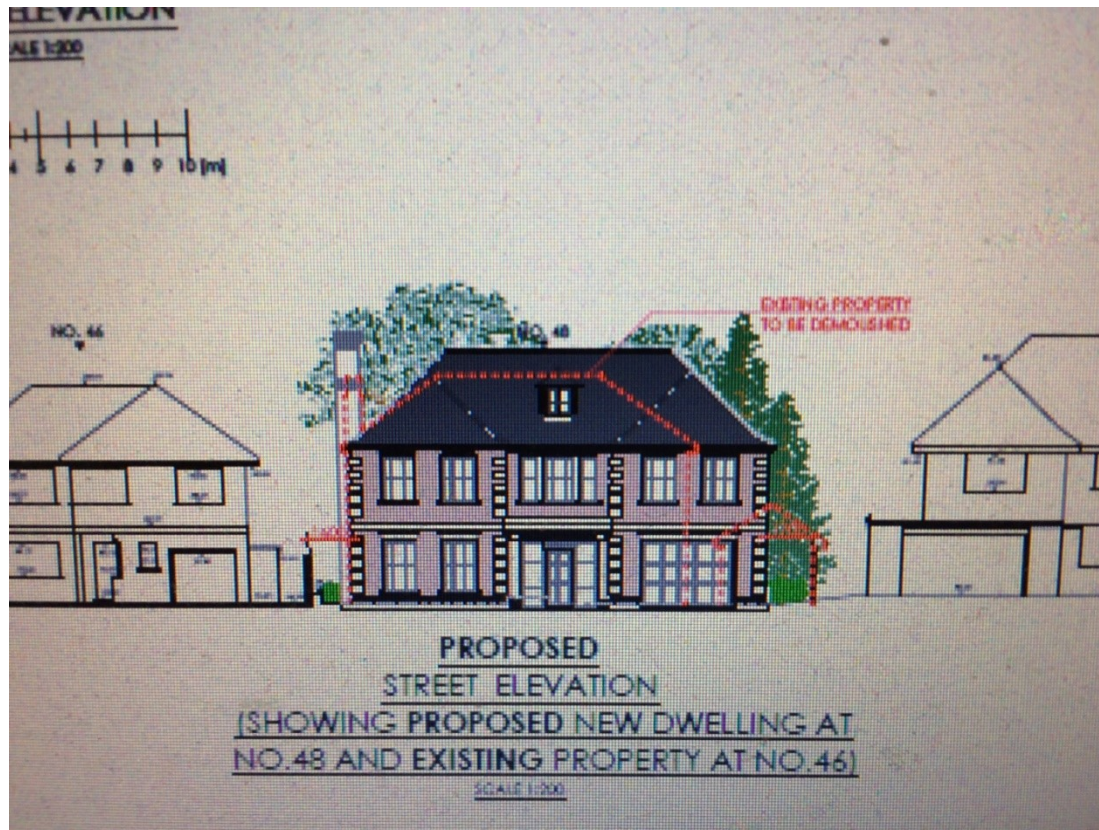 ELEVATION
ALE 1:200
4 5 6 7 8 9 10 [m]
EXISTING PROPERTY
TO BE DEMOLISHED
NO. 46
NO. 48
PROPOSED
STREET ELEVATION
(SHOWING PROPOSED NEW DWELLING AT
NO.48 AND EXISTING PROPERTY AT NO.46)
SCALE 1:200